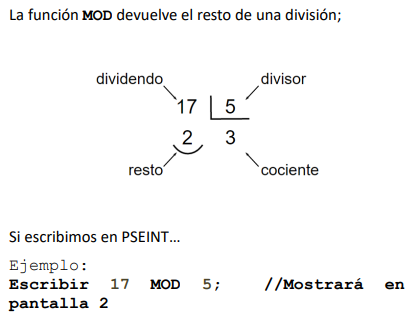 La función MOD devuelve el resto de una división;
dividendo divisor
17 5
2 3
resto cociente
Si escribimos en PSEINT...
Ejemplo:
Escribir 17 MOD 5; //Mostrará en
pantalla 2